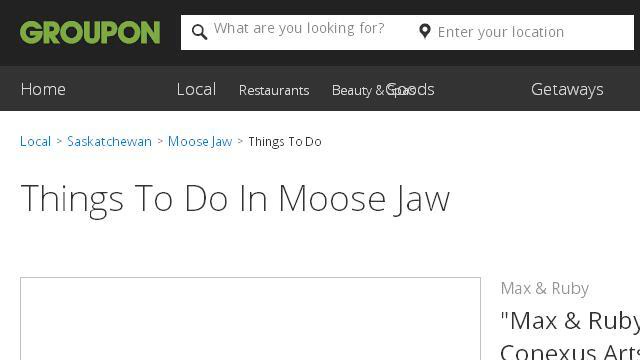 GROUPON What are you looking for? Enter your location
Home Local Restaurants Beauty & Spas Goods Getaways
Local > Saskatchewan > Moose Jaw > Things To Do
Things To Do In Moose Jaw
Max & Ruby
"Max & Ruby
Conexus Arts